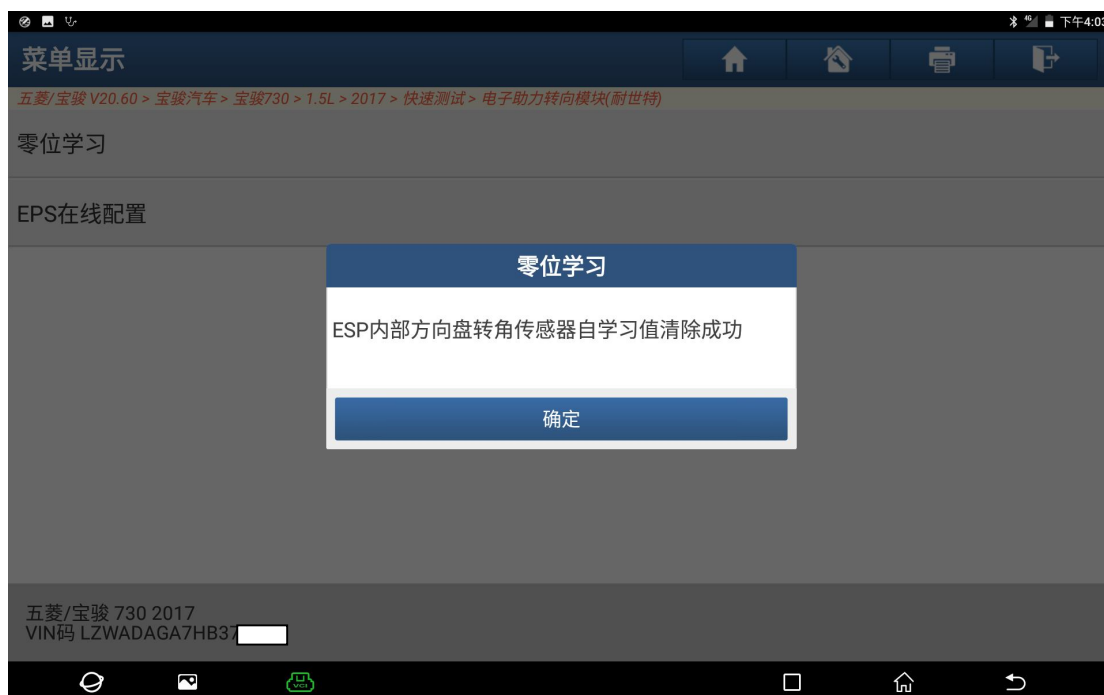 4G 下午4:03
菜单显示
五菱/宝骏 V20.60 > 宝骏汽车 > 宝骏730 > 1.5L > 2017 > 快速测试 > 电子助力转向模块(耐世特)
零位学习
EPS在线配置
零位学习
ESP内部方向盘转角传感器自学习值清除成功
确定
五菱/宝骏 730 2017
VIN码 LZWADAGA7HB37
VCI